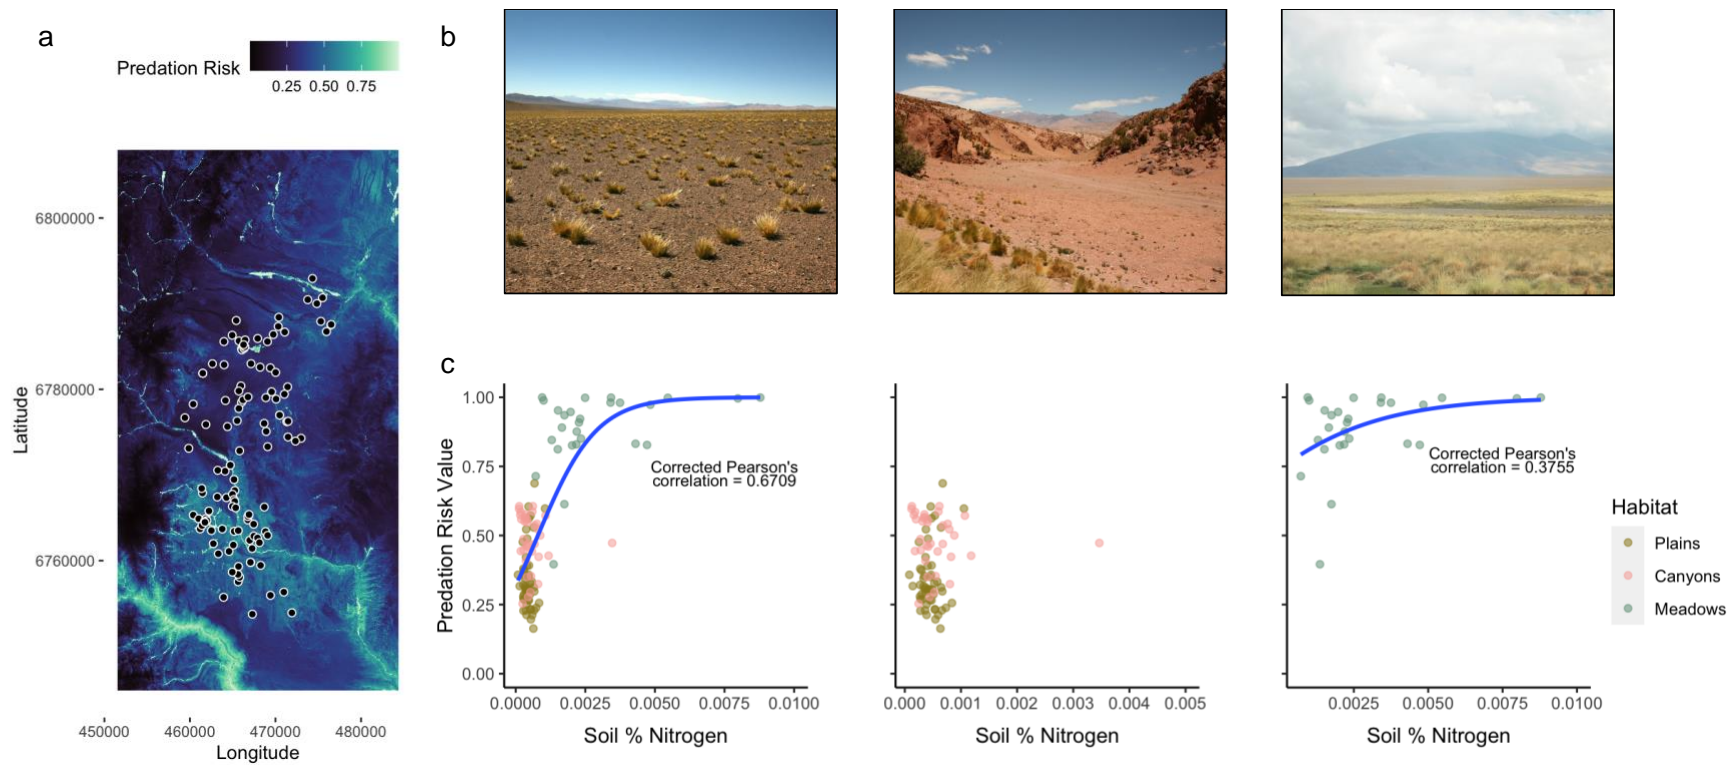 a
Predation Risk
0.25 0.50 0.75
6800000
6780000
6760000
Latitude
450000 460000 470000 480000
Longitude
b
c
1.00
0.75
0.50
0.25
0.00
Predation Risk Value
Corrected Pearson's
correlation = 0.6709
0.0000 0.0025 0.0050 0.0075 0.0100
Soil % Nitrogen
0.000 0.001 0.002 0.003 0.004 0.005
Soil % Nitrogen
Corrected Pearson's
correlation = 0.3755
0.0025 0.0050 0.0075 0.0100
Soil % Nitrogen
Habitat
Plains
Canyons
Meadows